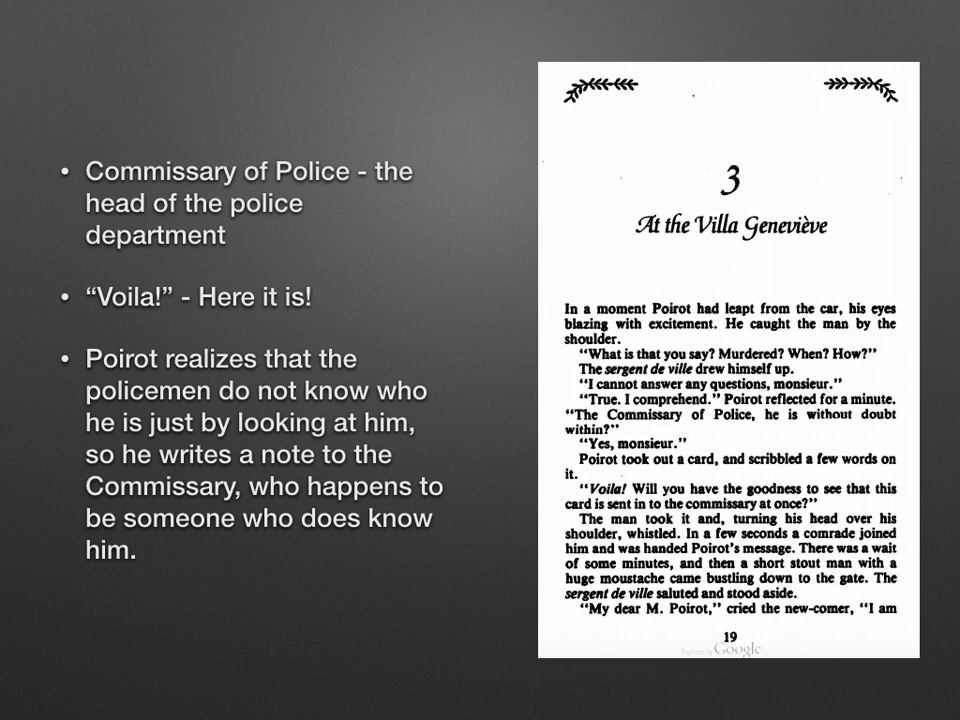 • Commissary of Police - the
head of the police
department
• “Voila!” - Here it is!
• Poirot realizes that the
policemen do not know who
he is just by looking at him,
so he writes a note to the
Commissary, who happens to
be someone who does know
him.
3
At the Villa Geneviève
In a moment Poirot had leapt from the car, his eyes
blazing with excitement. He caught the man by the
shoulder.
“What is that you say? Murdered? When? How?”
The sergent de ville drew himself up.
“I cannot answer any questions, monsieur.”
“True. I comprehend.” Poirot reflected for a minute.
“The Commissary of Police, he is without doubt
within?”
“Yes, monsieur.”
Poirot took out a card, and scribbled a few words on
it.
“Voila! Will you have the goodness to see that this
card is sent in to the commissary at once?”
The man took it and, turning his head over his
shoulder, whistled. In a few seconds a comrade joined
him and was handed Poirot’s message. There was a wait
of some minutes, and then a short stout man with a
huge moustache came bustling down to the gate. The
sergent de ville saluted and stood aside.
“My dear M. Poirot,” cried the new-comer, “I am
19
Digitized by Google